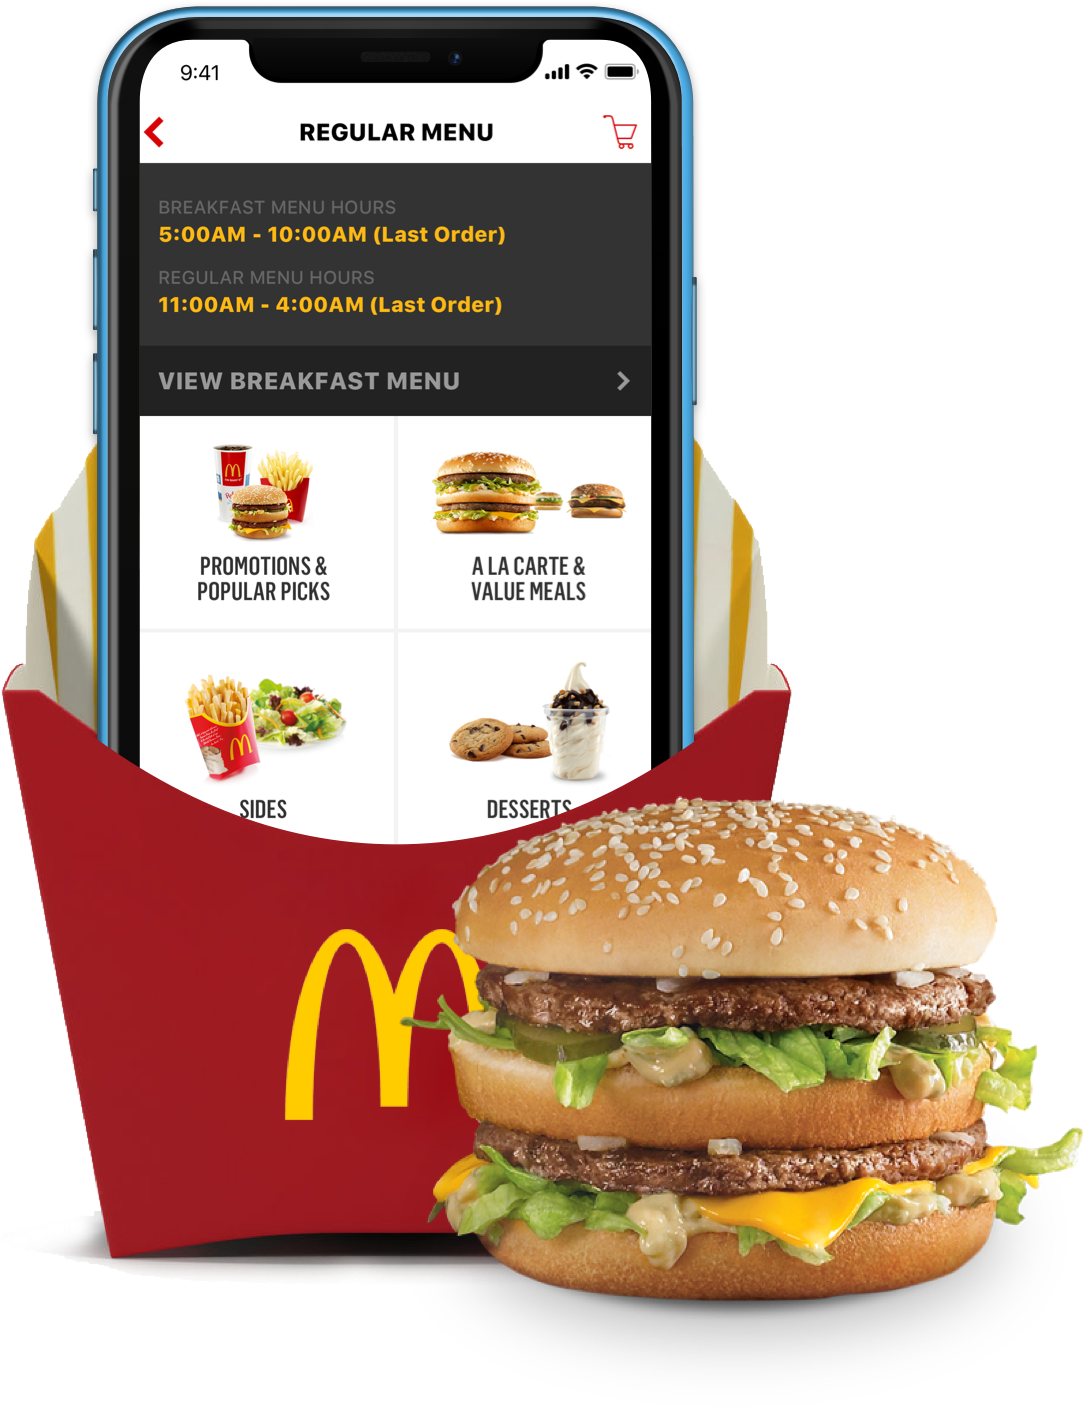 9:41
REGULAR MENU
BREAKFAST MENU HOURS
5:00AM - 10:00AM (Last Order)
REGULAR MENU HOURS
11:00AM - 4:00AM (Last Order)
VIEW BREAKFAST MENU
PROMOTIONS &
POPULAR PICKS
A LA CARTE &
VALUE MEALS
SIDES
DESSERTS